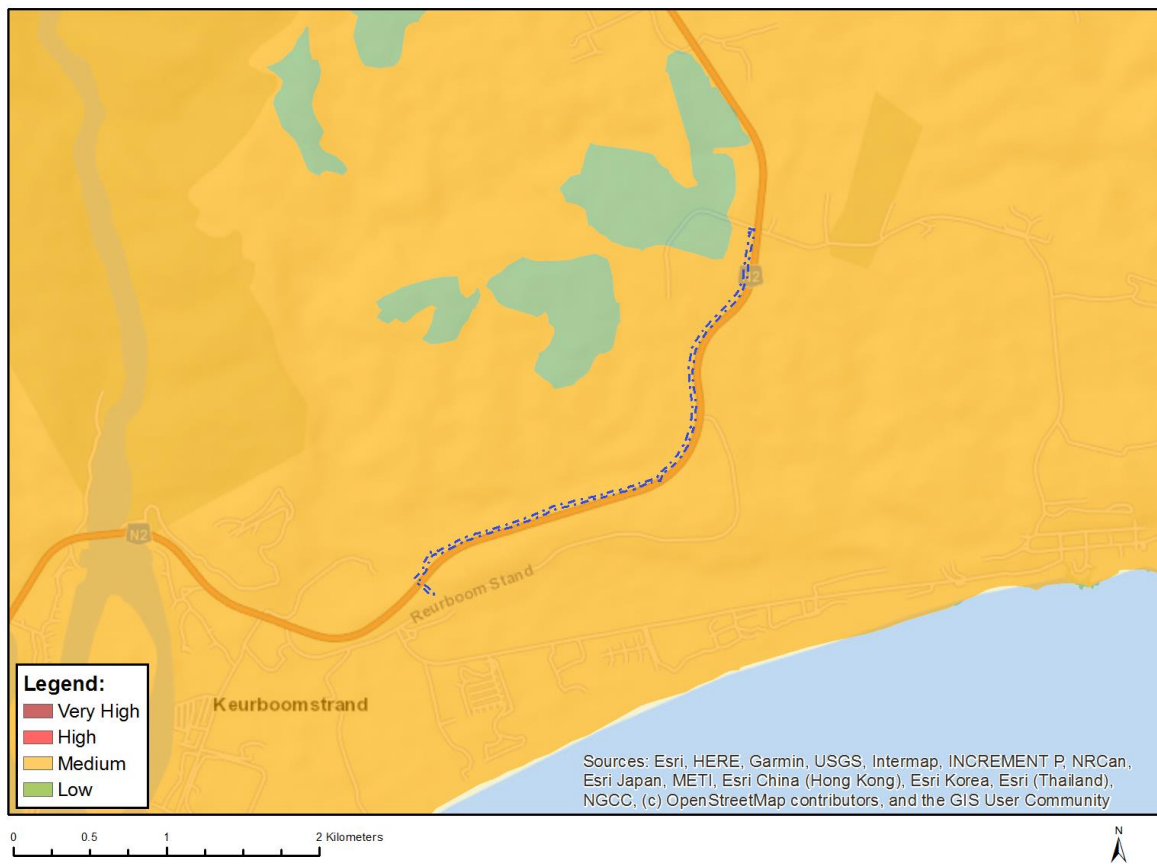 N2
N2
Reurboom Stand
Keurboomstrand
Legend:
Very High
High
Medium
Low
Sources: Esri, HERE, Garmin, USGS, Intermap, INCREMENT P, NRCan,
Esri Japan, METI, Esri China (Hong Kong), Esri Korea, Esri (Thailand),
NGCC, (c) OpenStreetMap contributors, and the GIS User Community
0 0.5 1 2 Kilometers
N